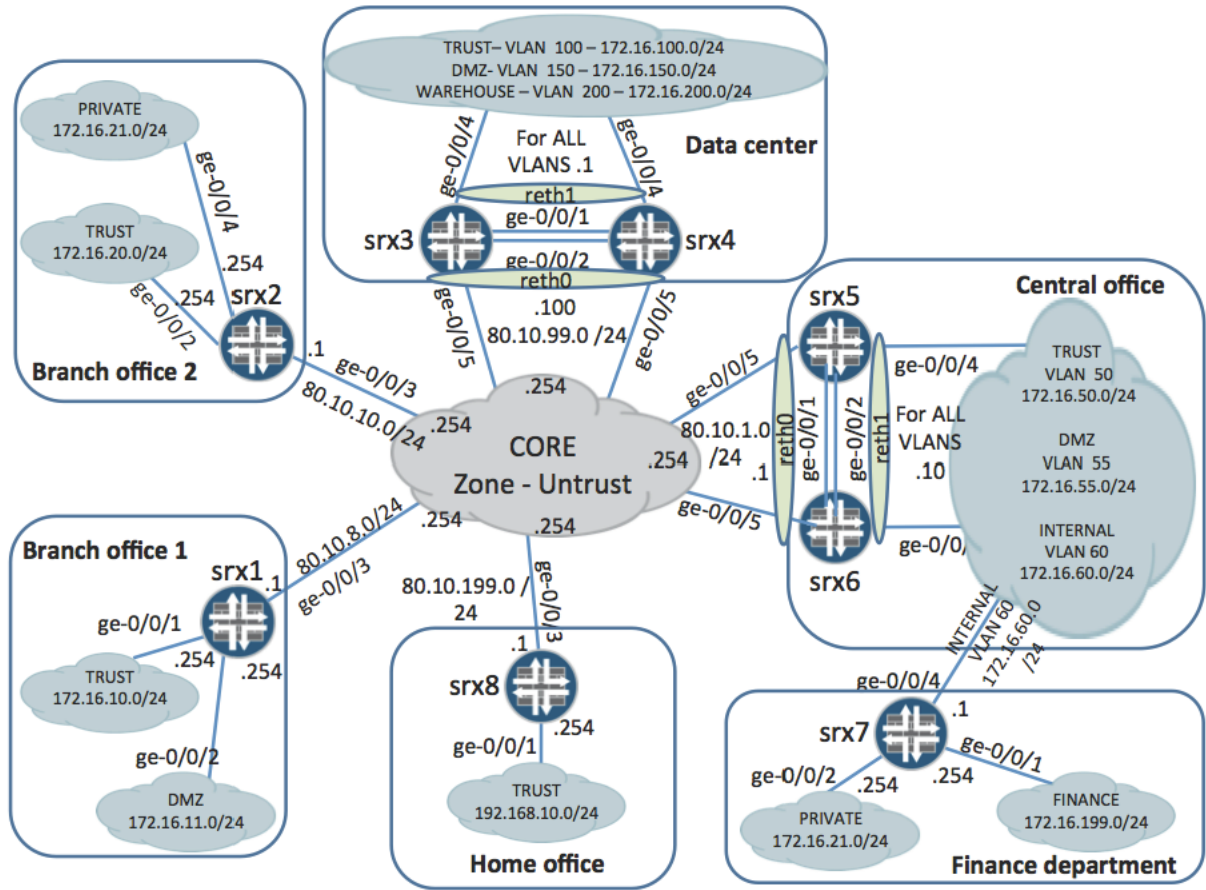 TRUST– VLAN 100 – 172.16.100.0/24
DMZ- VLAN 150 – 172.16.150.0/24
WAREHOUSE – VLAN 200 – 172.16.200.0/24
ge-0/0/4
For ALL
VLANS .1
ge-0/0/4
Data center
reth1
ge-0/0/1
srx3
srx4
ge-0/0/2
reth0
.100
80.10.99.0 /24
ge-0/0/5
ge-0/0/5
PRIVATE
172.16.21.0/24
ge-0/0/4
TRUST
172.16.20.0/24
.254
.254
ge-0/0/2
srx2
.1
Branch office 2
ge-0/0/3
80.10.10.0/24
.254
.254
CORE
Zone - Untrust
.254
.254
.254
Central office
srx5
ge-0/0/5
ge-0/0/4
80.10.1.0
/24
.1
reth0
ge-0/0/1
ge-0/0/2
reth1
For ALL
VLANS
.10
TRUST
VLAN 50
172.16.50.0/24
DMZ
VLAN 55
172.16.55.0/24
INTERNAL
VLAN 60
172.16.60.0/24
ge-0/0/5
ge-0/0/
srx6
Branch office 1
80.10.8.0/24
ge-0/0/3
srx1
.1
ge-0/0/1
.254
.254
TRUST
172.16.10.0/24
ge-0/0/2
DMZ
172.16.11.0/24
80.10.199.0 /
24
ge-0/0/3
.1
srx8
.254
ge-0/0/1
TRUST
192.168.10.0/24
Home office
INTERNAL
VLAN 60
172.16.60.0
/24
ge-0/0/4
.1
srx7
ge-0/0/2
.254
.254
ge-0/0/1
PRIVATE
172.16.21.0/24
FINANCE
172.16.199.0/24
Finance department